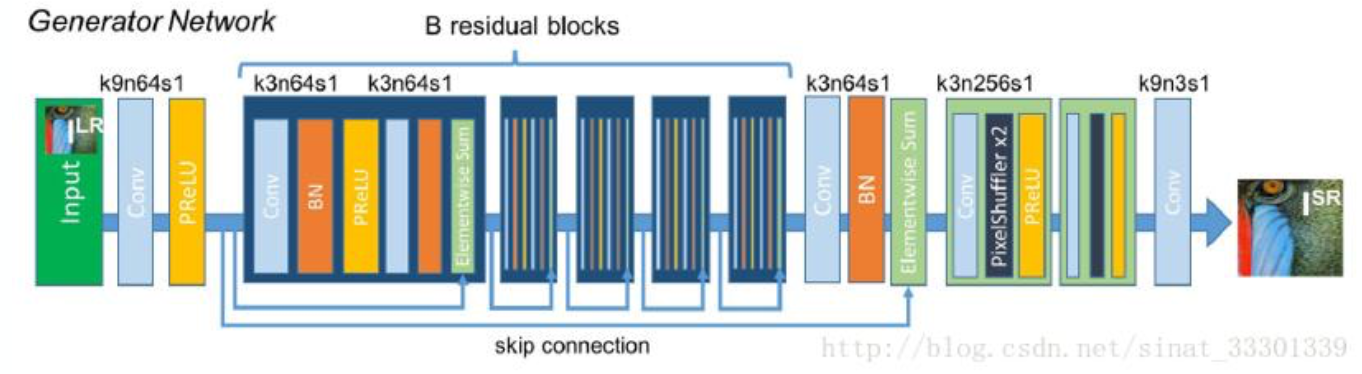 Generator Network
B residual blocks
k9n64s1
k3n64s1
k3n64s1
k3n64s1
k3n256s1
k9n3s1
Input
I LR
Conv
PReLU
Conv
BN
PReLU
Elementwise Sum
Conv
BN
Elementwise Sum
Conv
PixelShuffler x2
PReLU
Conv
I SR
skip connection
http://blog.csdn.net/sinat_33301339